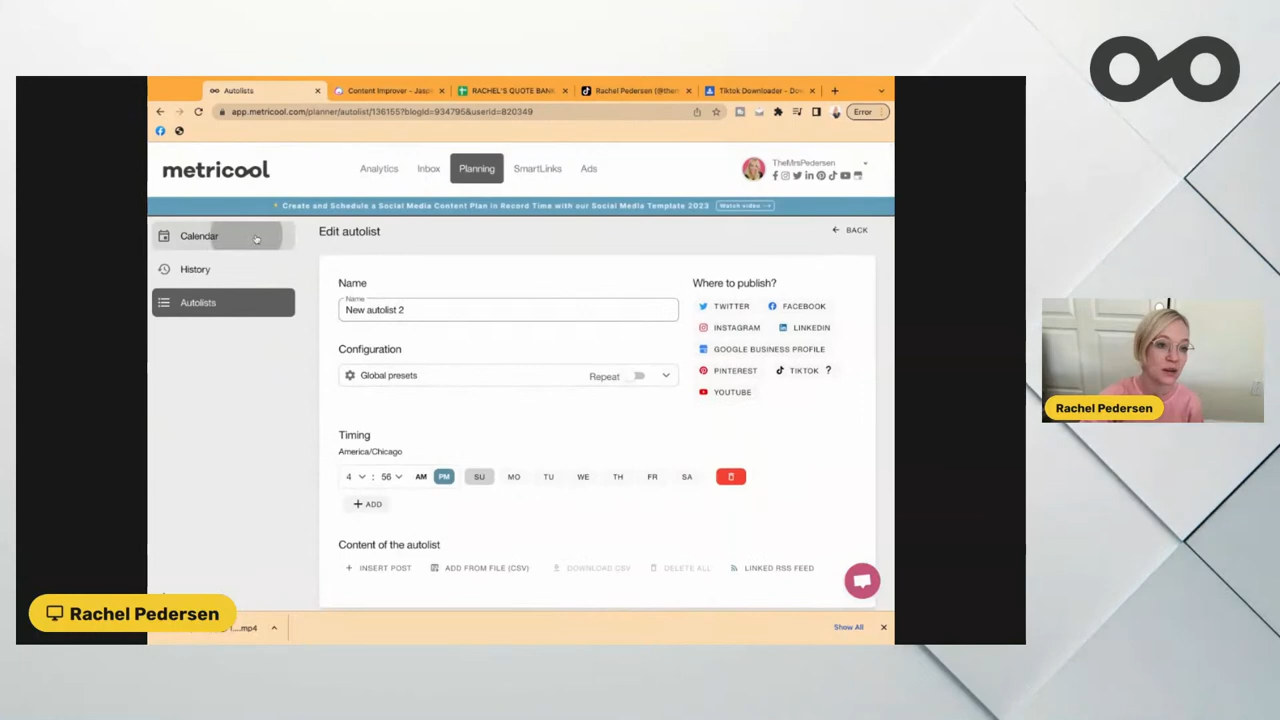 Autolists
Content Improver - Jasp
RACHEL'S QUOTE BANK
Rachel Pedersen (@them
Tiktok Downloader - Dow
app.metricool.com/planner/autolist/136155?blogId=934795&userId=820349
Error
metricool
Analytics
Inbox
Planning
SmartLinks
Ads
TheMrsPedersen
Create and Schedule a Social Media Content Plan in Record Time with our Social Media Template 2023
Watch video →
Calendar
History
Autolists
Edit autolist
← BACK
Name
Name
New autolist 2
Configuration
Global presets
Repeat
Where to publish?
TWITTER
FACEBOOK
INSTAGRAM
LINKEDIN
GOOGLE BUSINESS PROFILE
PINTEREST
TIKTOK ?
YOUTUBE
Timing
America/Chicago
4 : 56 AM PM SU MO TU WE TH FR SA
+ ADD
Content of the autolist
+ INSERT POST
ADD FROM FILE (CSV)
DOWNLOAD CSV
DELETE ALL
LINKED RSS FEED
....mp4
Show All
Rachel Pedersen
Rachel Pedersen